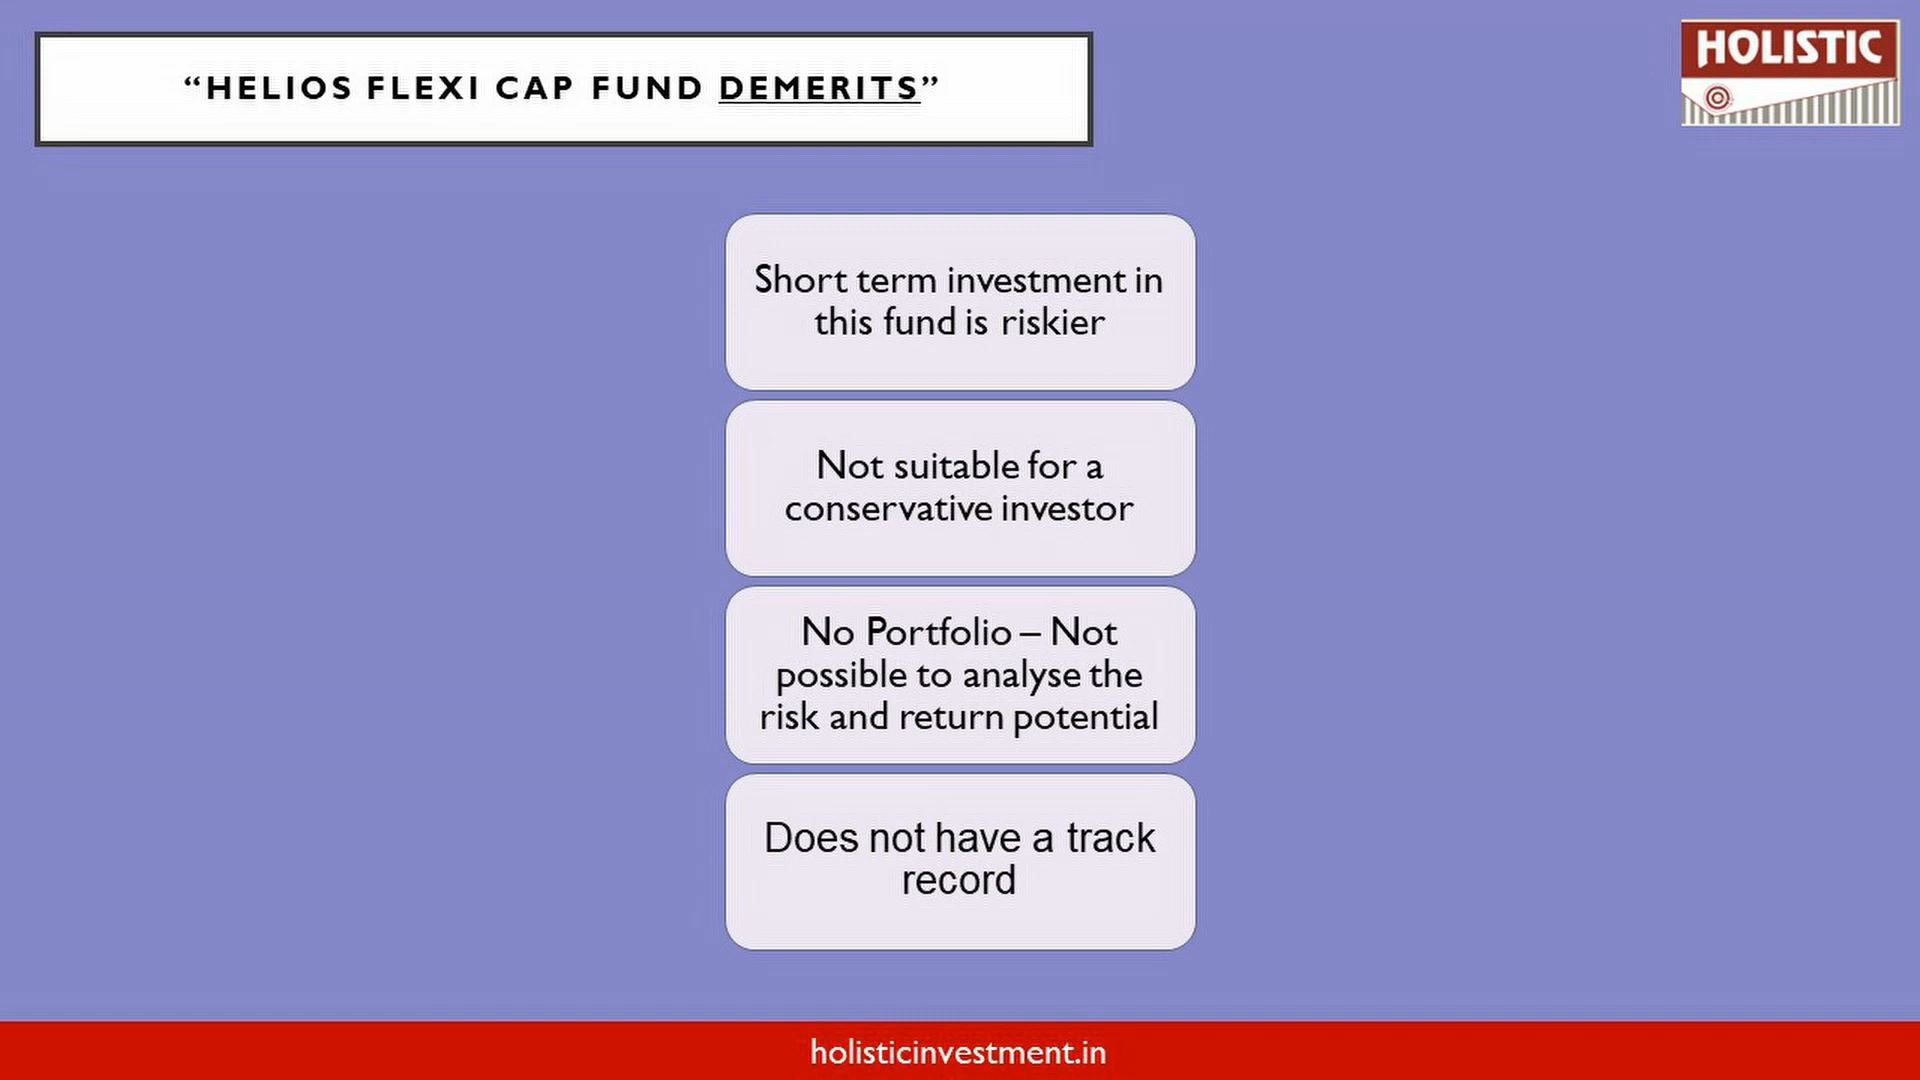 “HELIOS FLEXI CAP FUND DEMERITS”
HOLISTIC
Short term investment in
this fund is riskier
Not suitable for a
conservative investor
No Portfolio – Not
possible to analyse the
risk and return potential
Does not have a track
record
holisticinvestment.in